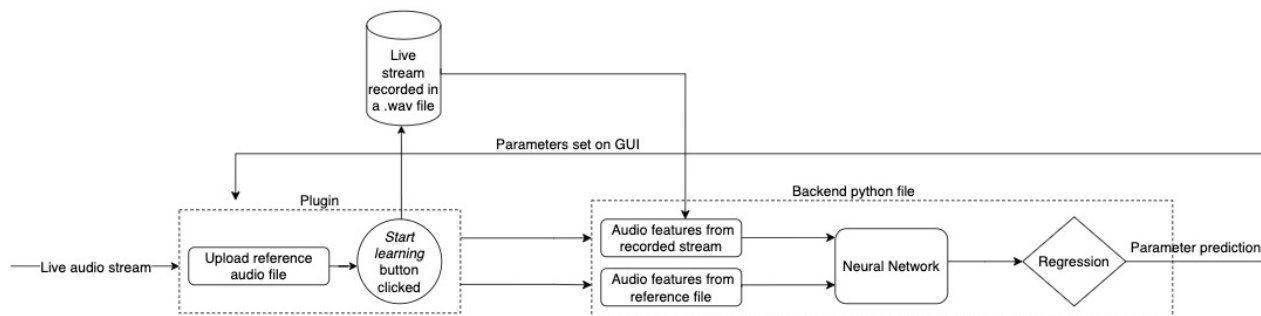 Live
stream
recorded in
a .wav file
Parameters set on GUI
Plugin
Backend python file
Live audio stream
Upload reference
audio file
Start
learning
button
clicked
Audio features from
recorded stream
Audio features from
reference file
Neural Network
Regression
Parameter prediction